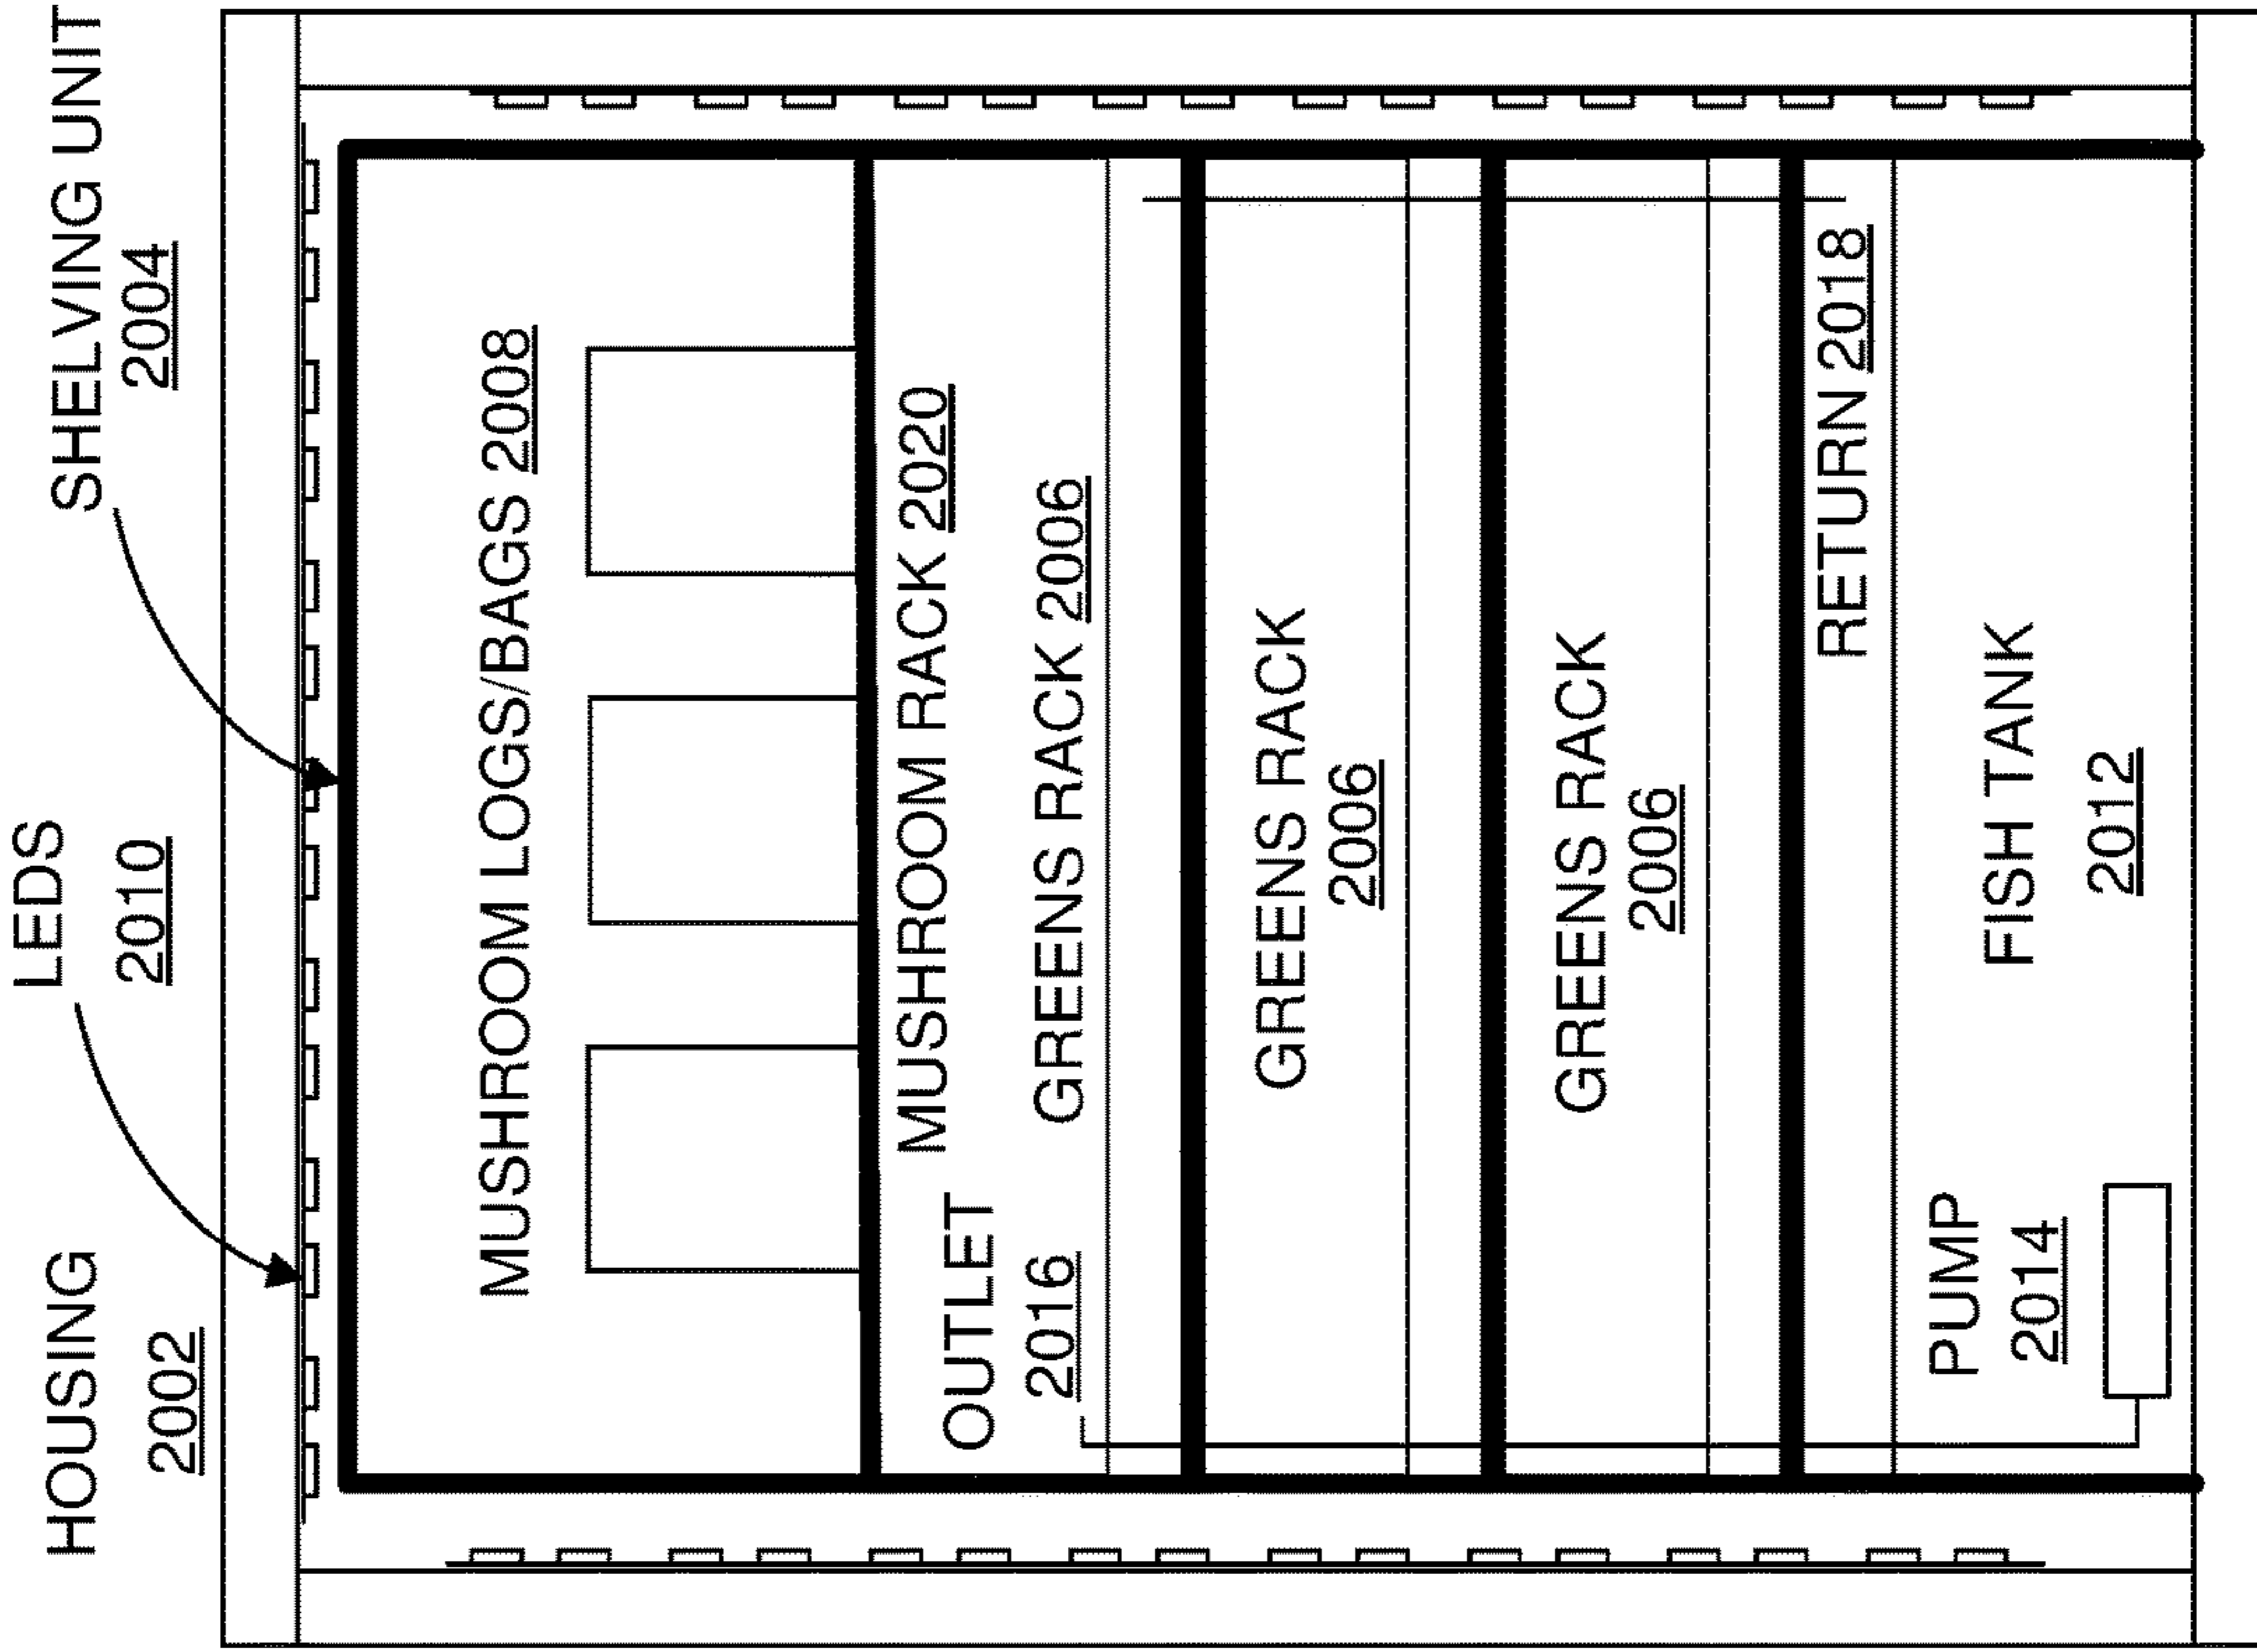 HOUSING
2002
LEDS
2010
SHELVING UNIT
2004
MUSHROOM LOGS/BAGS 2008
MUSHROOM RACK 2020
OUTLET
2016
GREENS RACK 2006
GREENS RACK
2006
GREENS RACK
2006
RETURN 2018
PUMP
2014
FISH TANK
2012